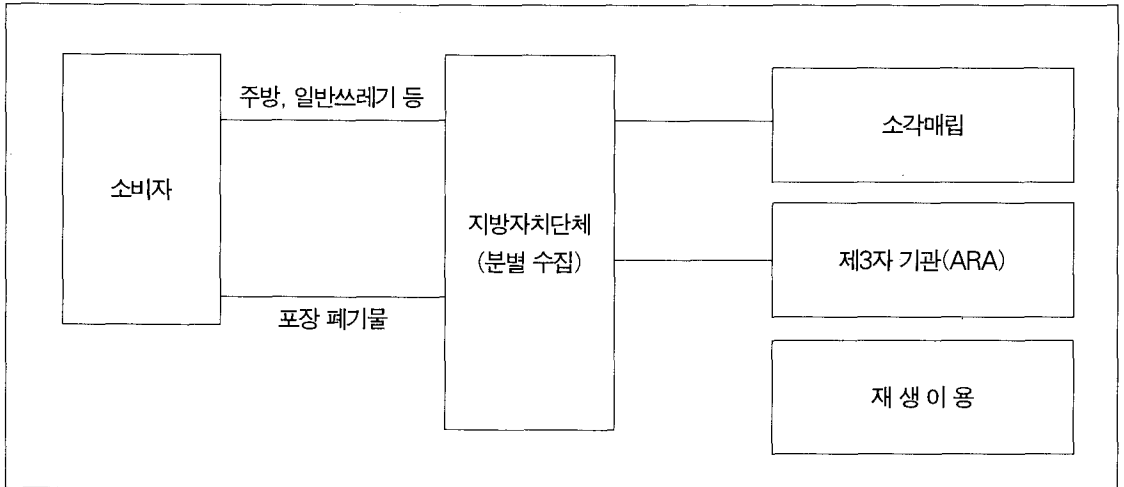 주방, 일반쓰레기 등
소비자
포장 폐기물
지방자치단체
(분별 수집)
소각매립
제3자 기관(ARA)
재 생 이 용